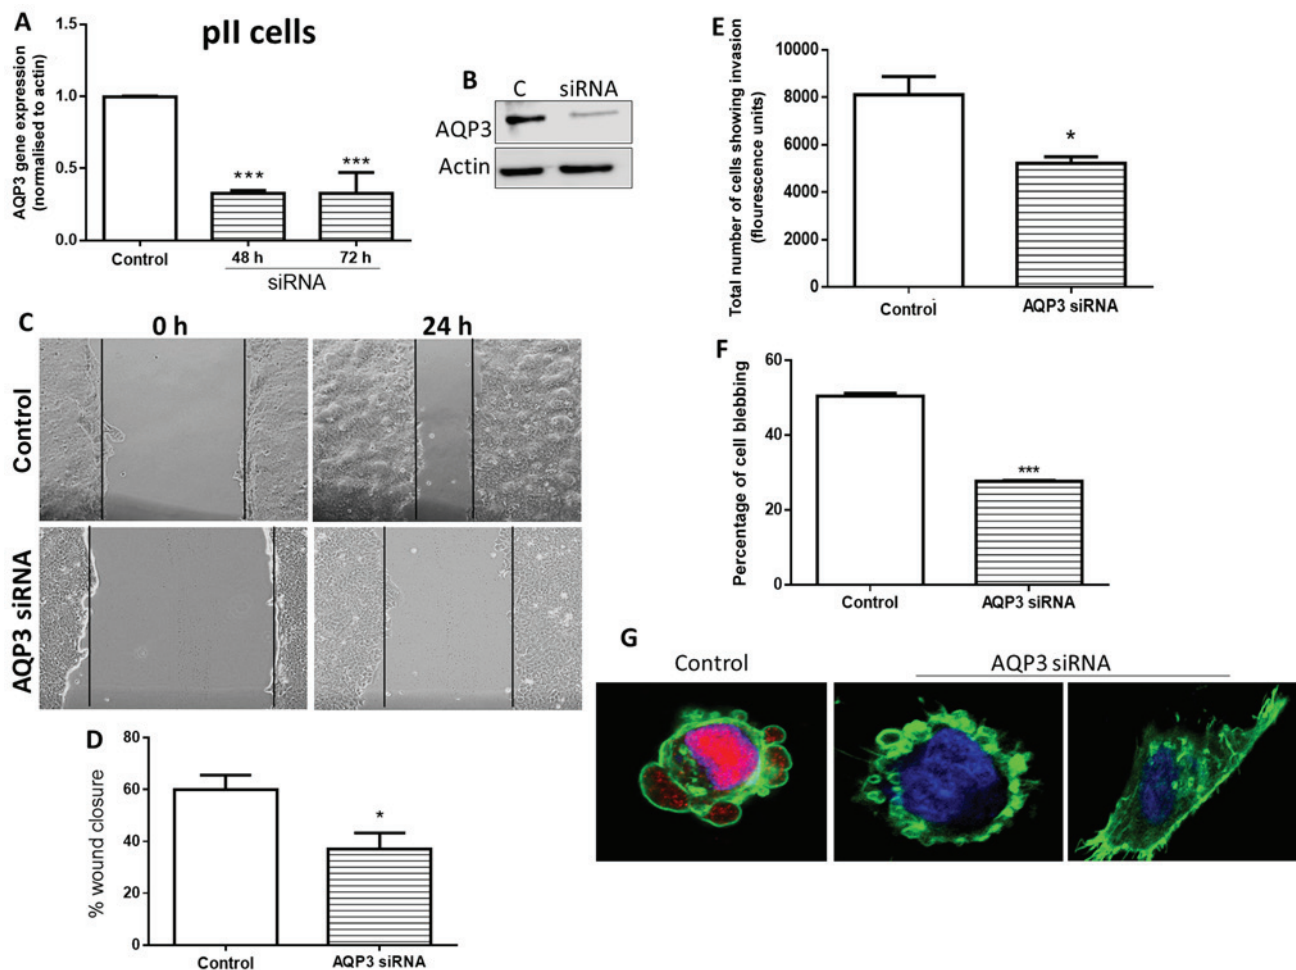 A
pII cells
AQP3 gene expression
(normalised to actin)
1.5
1.0
0.5
0.0
***
***
Control
48 h
72 h
siRNA
B
C
siRNA
AQP3
Actin
C
0 h
24 h
Control
AQP3 siRNA
D
% wound closure
80
60
40
20
0
*
Control
AQP3 siRNA
E
Total number of cells showing invasion
(flourescence units)
10000
8000
6000
4000
2000
0
*
Control
AQP3 siRNA
F
Percentage of cell blebbing
60
40
20
0
***
Control
AQP3 siRNA
G
Control
AQP3 siRNA